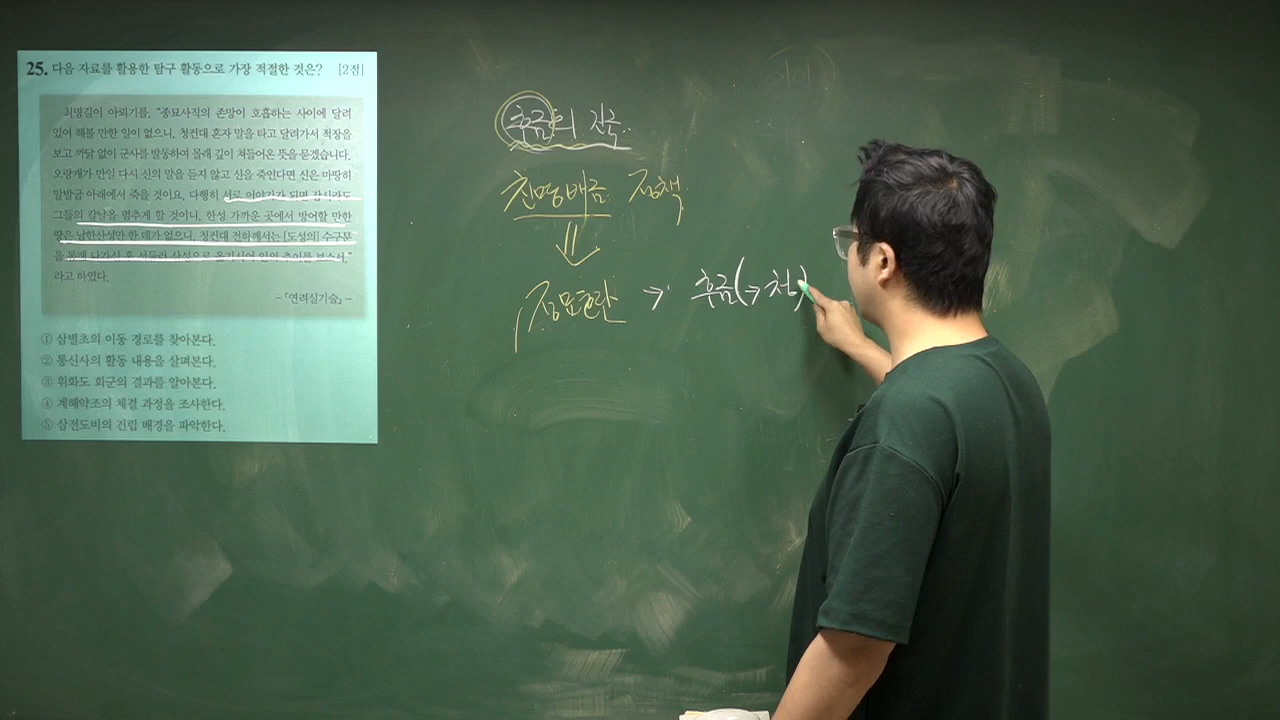 25. 다음 자료를 활용한 탐구 활동으로 가장 적절한 것은? [2점]
최명길이 아뢰기를, "종묘사직의 존망이 호흡하는 사이에 달려
있어 해볼 만한 일이 없으니, 청컨대 혼자 말을 타고 달려가서 적장을
보고 까닭 없이 군사를 발동하여 몰래 깊이 쳐들어온 뜻을 묻겠습니다.
오랑캐가 만일 다시 신의 말을 듣지 않고 신을 죽인다면 신은 마땅히
말발굽 아래에서 죽을 것이요, 다행히 서로 이야기가 되면 잠시라도
그들의 칼날을 멈추게 할 것이니, 한성 가까운 곳에서 방어할 만한
땅은 남한산성만 한 데가 없으니, 청컨대 전하께서는 [도성의] 수구문
을 통해 나가신 후 서둘러 산성으로 옮기시어 일의 추이를 보소서."
라고 하였다.
-『연려실기술』-
① 삼별초의 이동 경로를 찾아본다.
② 통신사의 활동 내용을 살펴본다.
③ 위화도 회군의 결과를 알아본다.
④ 계해약조의 체결 과정을 조사한다.
⑤ 삼전도비의 건립 배경을 파악한다.
후금의 건국
친명배금 정책
⇓
정묘호란 → 후금(→청)